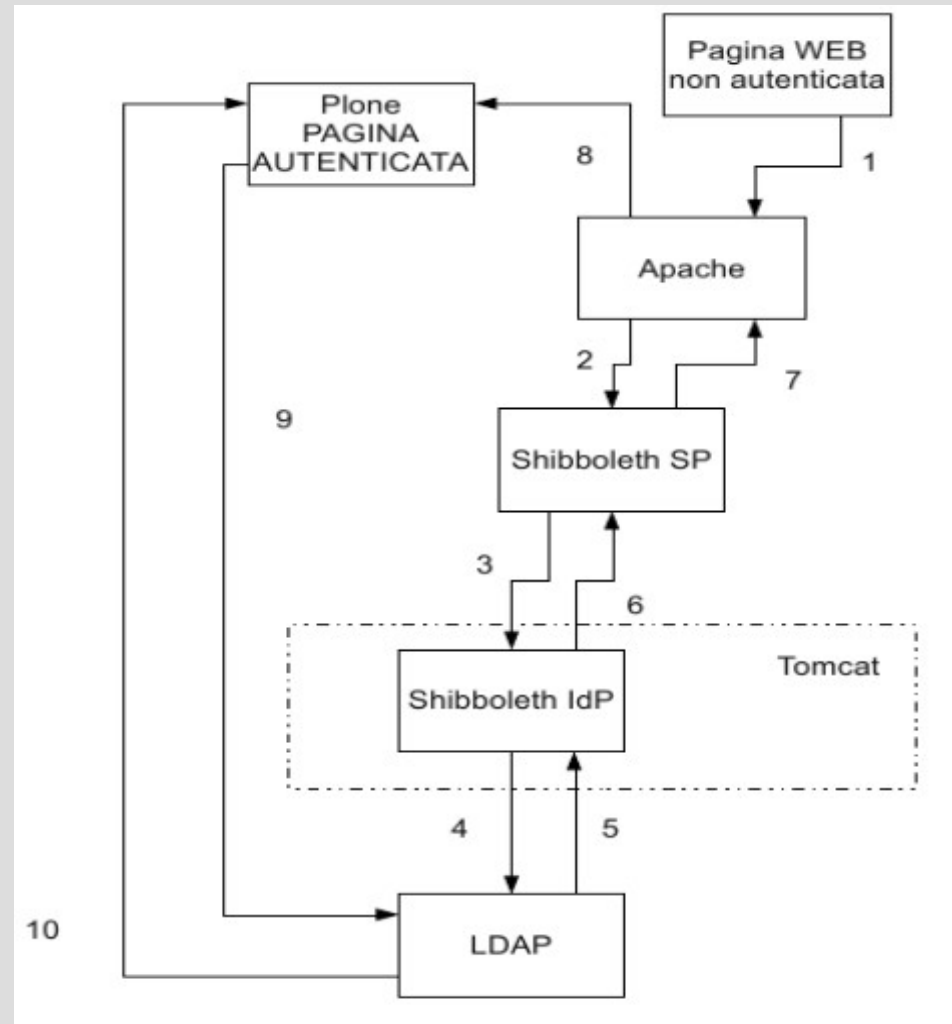 Pagina WEB
non autenticata
Plone
PAGINA
AUTENTICATA
8
1
Apache
2
7
9
Shibboleth SP
3
6
Tomcat
Shibboleth IdP
4
5
10
LDAP